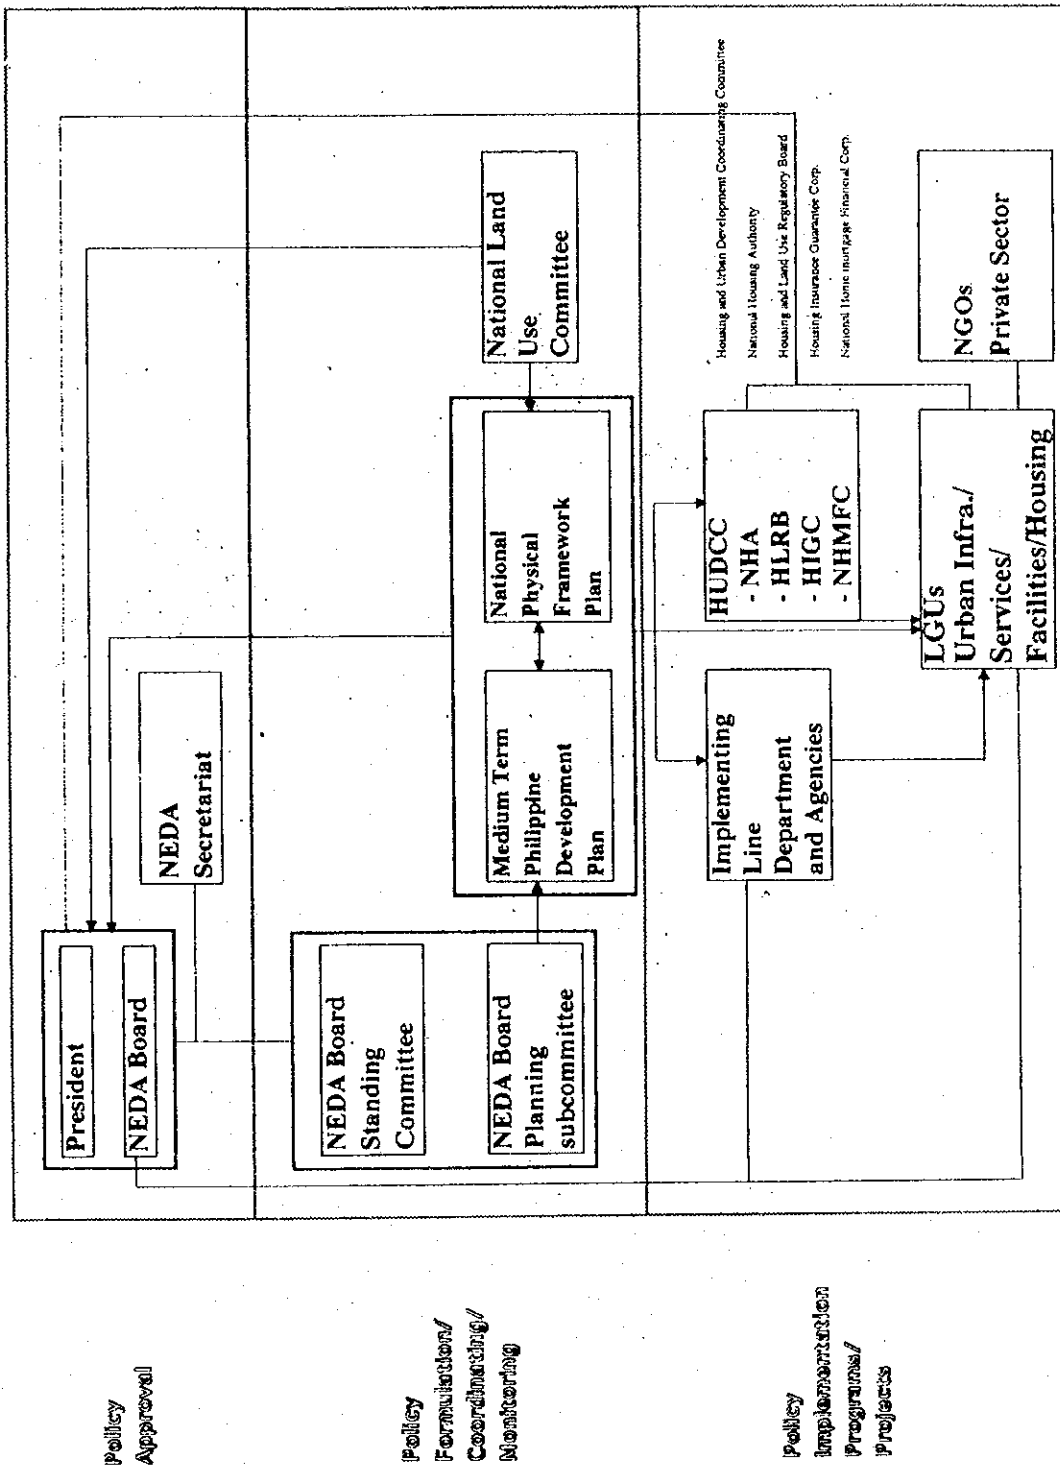 Policy
Approval
President
NEDA Board
NEDA
Secretariat
Policy
Formulation/
Coordinating/
Monitoring
NEDA Board
Standing
Committee
NEDA Board
Planning
subcommittee
Medium Term
Philippine
Development
Plan
National
Physical
Framework
Plan
National Land
Use
Committee
Policy
Implementation
Programs/
Projects
Implementing
Line
Department
and Agencies
HUDCC
- NHA
- HLRB
- HIGC
- NHMFC
Housing and Urban Development Coordinating Committee
National Housing Authority
Housing and Land Use Regulatory Board
Housing Insurance Guarantee Corp.
National Home mortgage Financial Corp.
LGUs
Urban Infra./
Services/
Facilities/Housing
NGOs
Private Sector